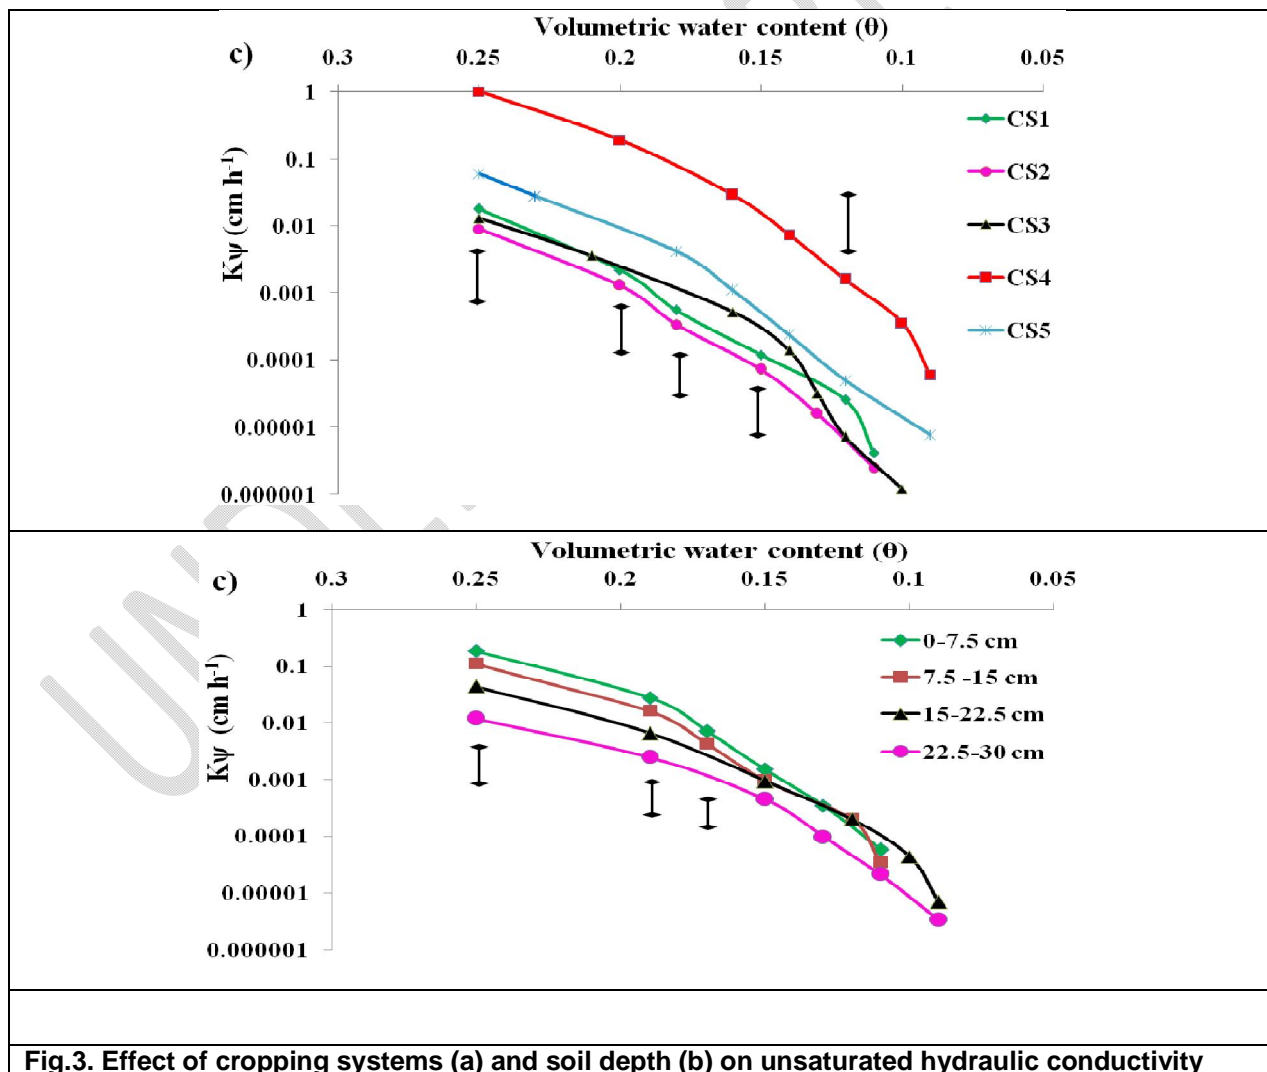 Volumetric water content (θ)
c)
0.3 0.25 0.2 0.15 0.1 0.05
1
0.1
0.01
0.001
0.0001
0.00001
0.000001
Kψ (cm h-1)
CS1
CS2
CS3
CS4
CS5
Volumetric water content (θ)
c)
0.3 0.25 0.2 0.15 0.1 0.05
1
0.1
0.01
0.001
0.0001
0.00001
0.000001
Kψ (cm h-1)
0-7.5 cm
7.5 -15 cm
15-22.5 cm
22.5-30 cm
Fig.3. Effect of cropping systems (a) and soil depth (b) on unsaturated hydraulic conductivity